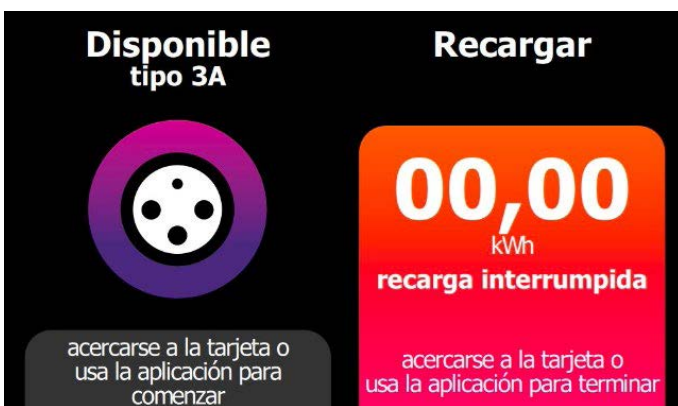 Disponible
tipo 3A
acercarse a la tarjeta o
usa la aplicación para
comenzar
Recargar
00,00
kWh
recarga interrumpida
acercarse a la tarjeta o
usa la aplicación para terminar